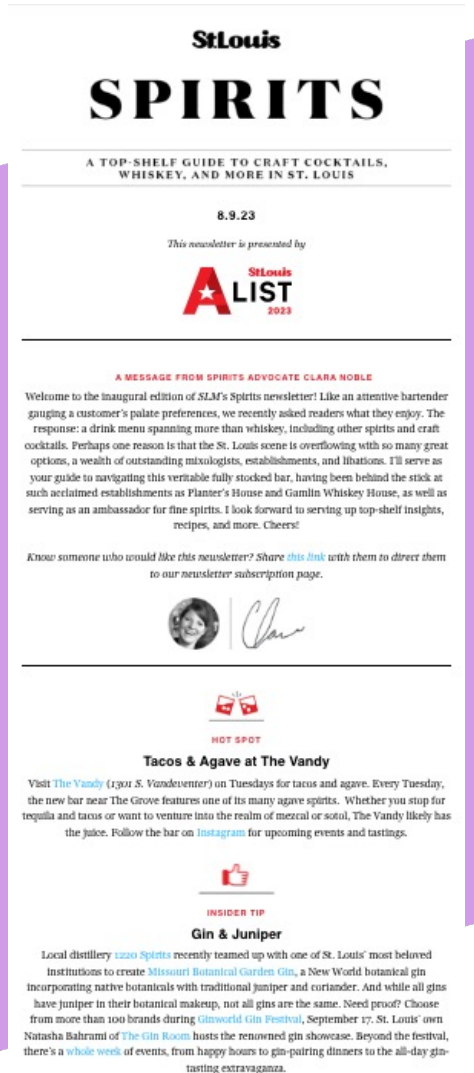 St.Louis
SPIRITS
A TOP-SHELF GUIDE TO CRAFT COCKTAILS,
WHISKEY, AND MORE IN ST. LOUIS
8.9.23
This newsletter is presented by
St.Louis
A LIST
2023
A MESSAGE FROM SPIRITS ADVOCATE CLARA NOBLE
Welcome to the inaugural edition of SLM's Spirits newsletter! Like an attentive bartender
gauging a customer's palate preferences, we recently asked readers what they enjoy. The
response: a drink menu spanning more than whiskey, including other spirits and craft
cocktails. Perhaps one reason is that the St. Louis scene is overflowing with so many great
options, a wealth of outstanding mixologists, establishments, and libations. I'll serve as
your guide to navigating this veritable fully stocked bar, having been behind the stick at
such acclaimed establishments as Planter's House and Gamlin Whiskey House, as well as
serving as an ambassador for fine spirits. I look forward to serving up top-shelf insights,
recipes, and more. Cheers!
Know someone who would like this newsletter? Share this link with them to direct them
to our newsletter subscription page.
Clara
HOT SPOT
Tacos & Agave at The Vandy
Visit The Vandy (1301 S. Vandeventer) on Tuesdays for tacos and agave. Every Tuesday,
the new bar near The Grove features one of its many agave spirits. Whether you stop for
tequila and tacos or want to venture into the realm of mezcal or sotol, The Vandy likely has
the juice. Follow the bar on Instagram for upcoming events and tastings.
INSIDER TIP
Gin & Juniper
Local distillery 1220 Spirits recently teamed up with one of St. Louis' most beloved
institutions to create Missouri Botanical Garden Gin, a New World botanical gin
incorporating native botanicals with traditional juniper and coriander. And while all gins
have juniper in their botanical makeup, not all gins are the same. Need proof? Choose
from more than 100 brands during Ginworld Gin Festival, September 17. St. Louis' own
Natasha Bahrami of The Gin Room hosts the renowned gin showcase. Beyond the festival,
there's a whole week of events, from happy hours to gin-pairing dinners to the all-day gin-
tasting extravaganza.